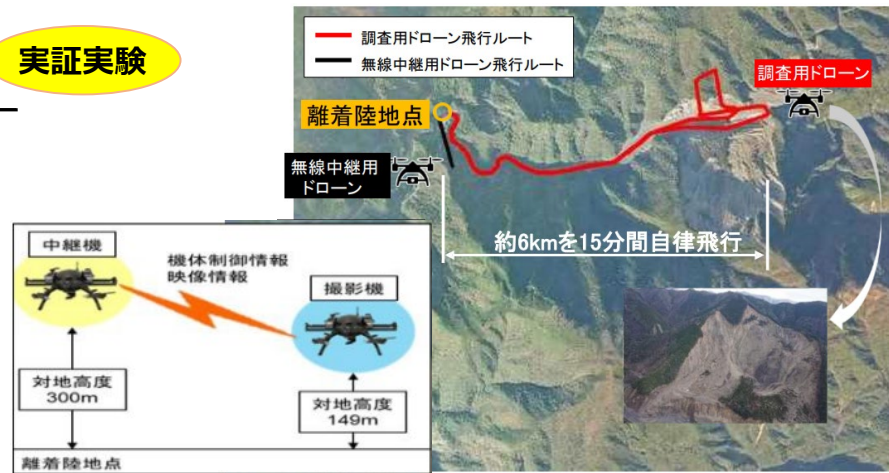 実証実験
調査用ドローン飛行ルート
無線中継用ドローン飛行ルート
離着陸地点
調査用ドローン
無線中継用
ドローン
約6kmを15分間自律飛行
中継機
機体制御情報
映像情報
撮影機
対地高度
300m
対地高度
149m
離着陸地点